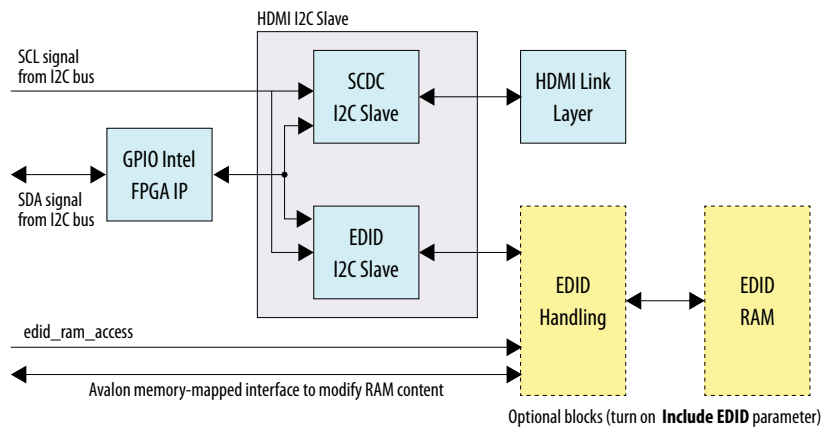 HDMI I2C Slave
SCL signal
from I2C bus
SCDC
I2C Slave
HDMI Link
Layer
GPIO Intel
FPGA IP
SDA signal
from I2C bus
EDID
I2C Slave
EDID
Handling
EDID
RAM
edid_ram_access
Avalon memory-mapped interface to modify RAM content
Optional blocks (turn on Include EDID parameter)